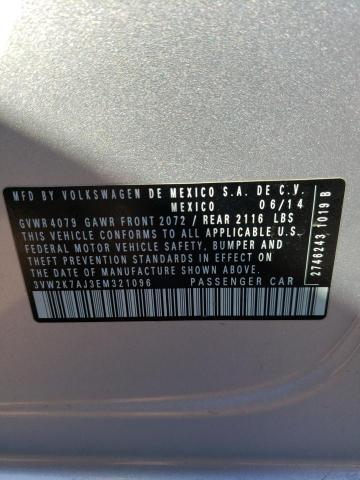 MFD BY VOLKSWAGEN DE MEXICO S.A. DE C.V.
MEXICO 06/14
GVWR 4079 GAWR FRONT 2072 / REAR 2116 LBS
THIS VEHICLE CONFORMS TO ALL APPLICABLE U.S.
FEDERAL MOTOR VEHICLE SAFETY, BUMPER AND
THEFT PREVENTION STANDARDS IN EFFECT ON
THE DATE OF MANUFACTURE SHOWN ABOVE
3VW2K7AJ3EM321096 PASSENGER CAR
2746243 1019 B